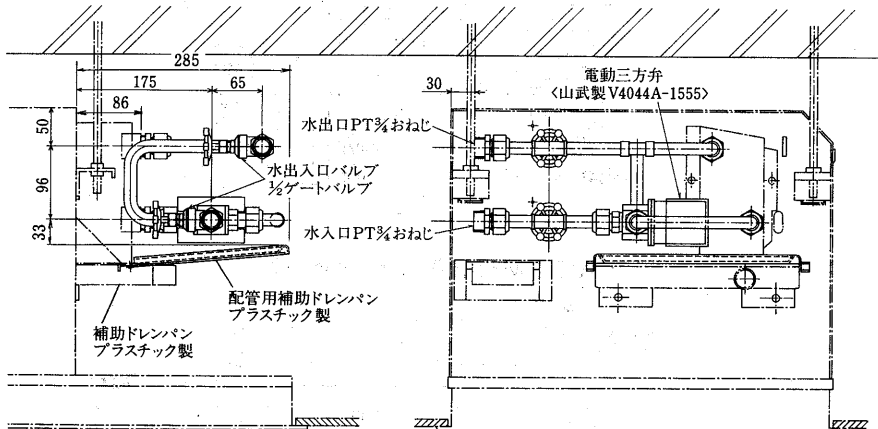 285
175
65
86
50
96
33
水出入口バルブ
½ゲートバルブ
配管用補助ドレンパン
プラスチック製
補助ドレンパン
プラスチック製
30
電動三方弁
<山武製V4044A-1555>
水出口PT¾おねじ
水入口PT¾おねじ